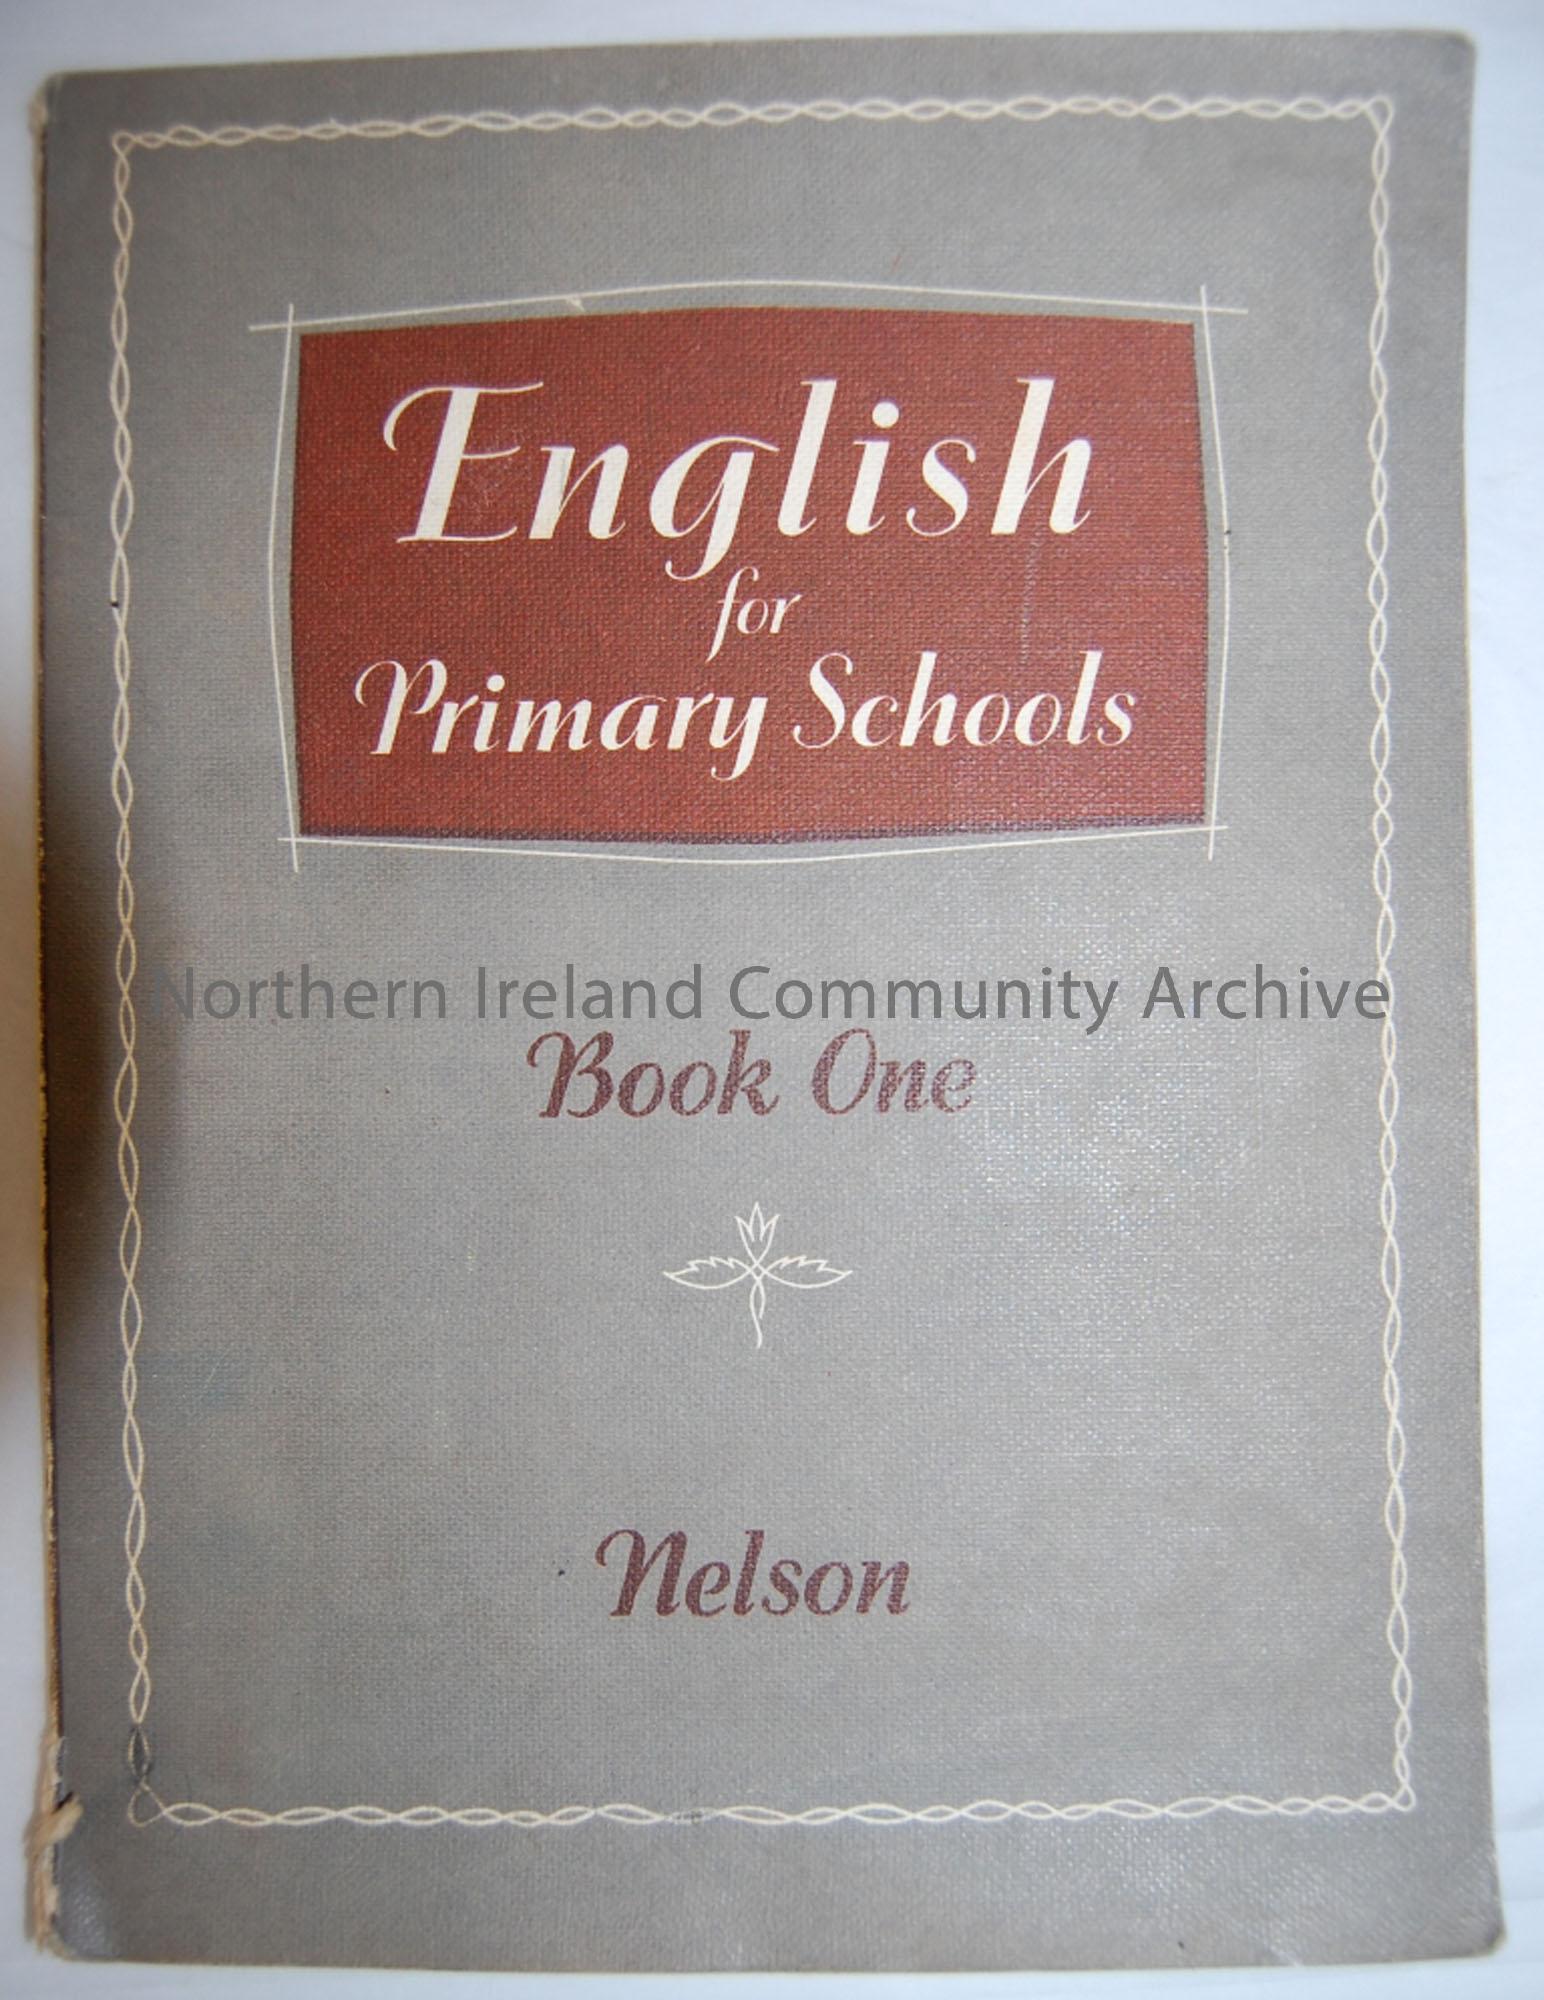 English
for
Primary Schools
Northern Ireland Community Archive
Book One
Nelson